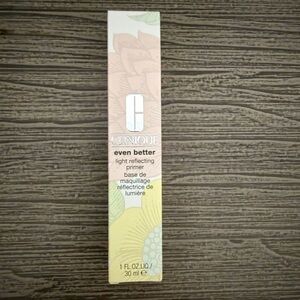 CLINIQUE
even better
light reflecting
primer
base de
maquillage
réflectrice de
lumière
1 FL.OZ.LIQ /
30 ml ℮